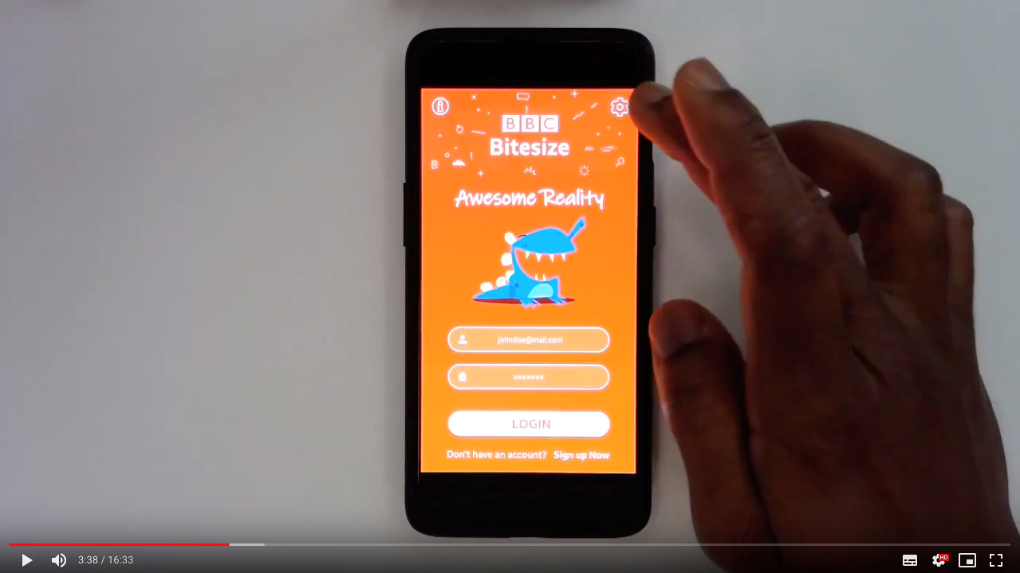 BBC
Bitesize
Awesome Reality
johndoe@mail.com
*******
LOGIN
Don't have an account? Sign up Now
3:38 / 16:33
HD